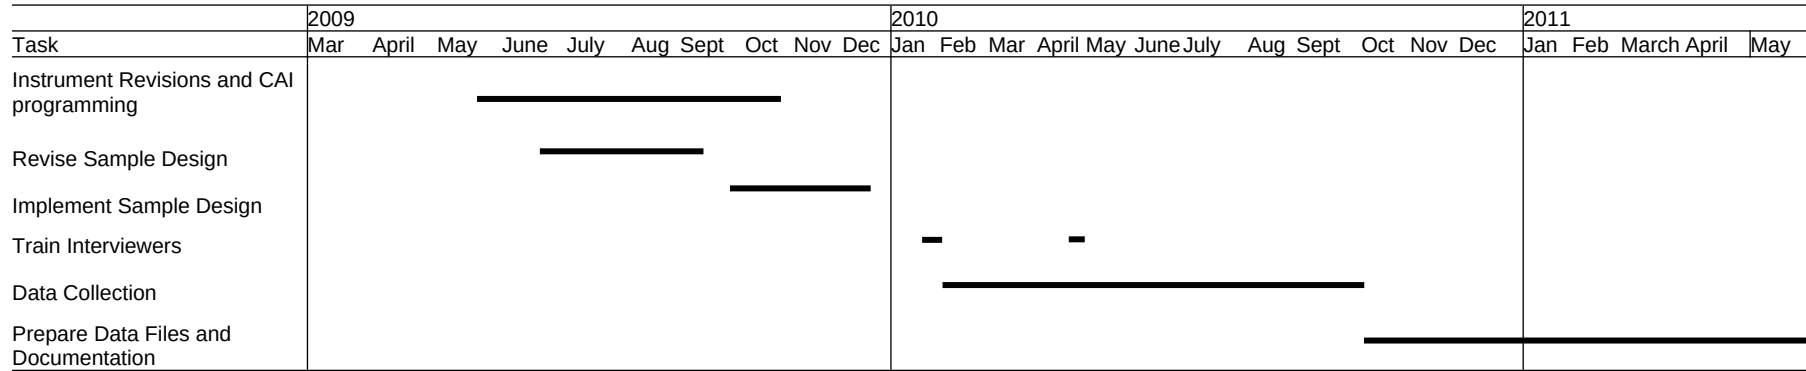 2009 2010 2011
Task Mar April May June July Aug Sept Oct Nov Dec Jan Feb Mar April May June July Aug Sept Oct Nov Dec Jan Feb March April May
Instrument Revisions and CAI
programming
Revise Sample Design
Implement Sample Design
Train Interviewers
Data Collection
Prepare Data Files and
Documentation